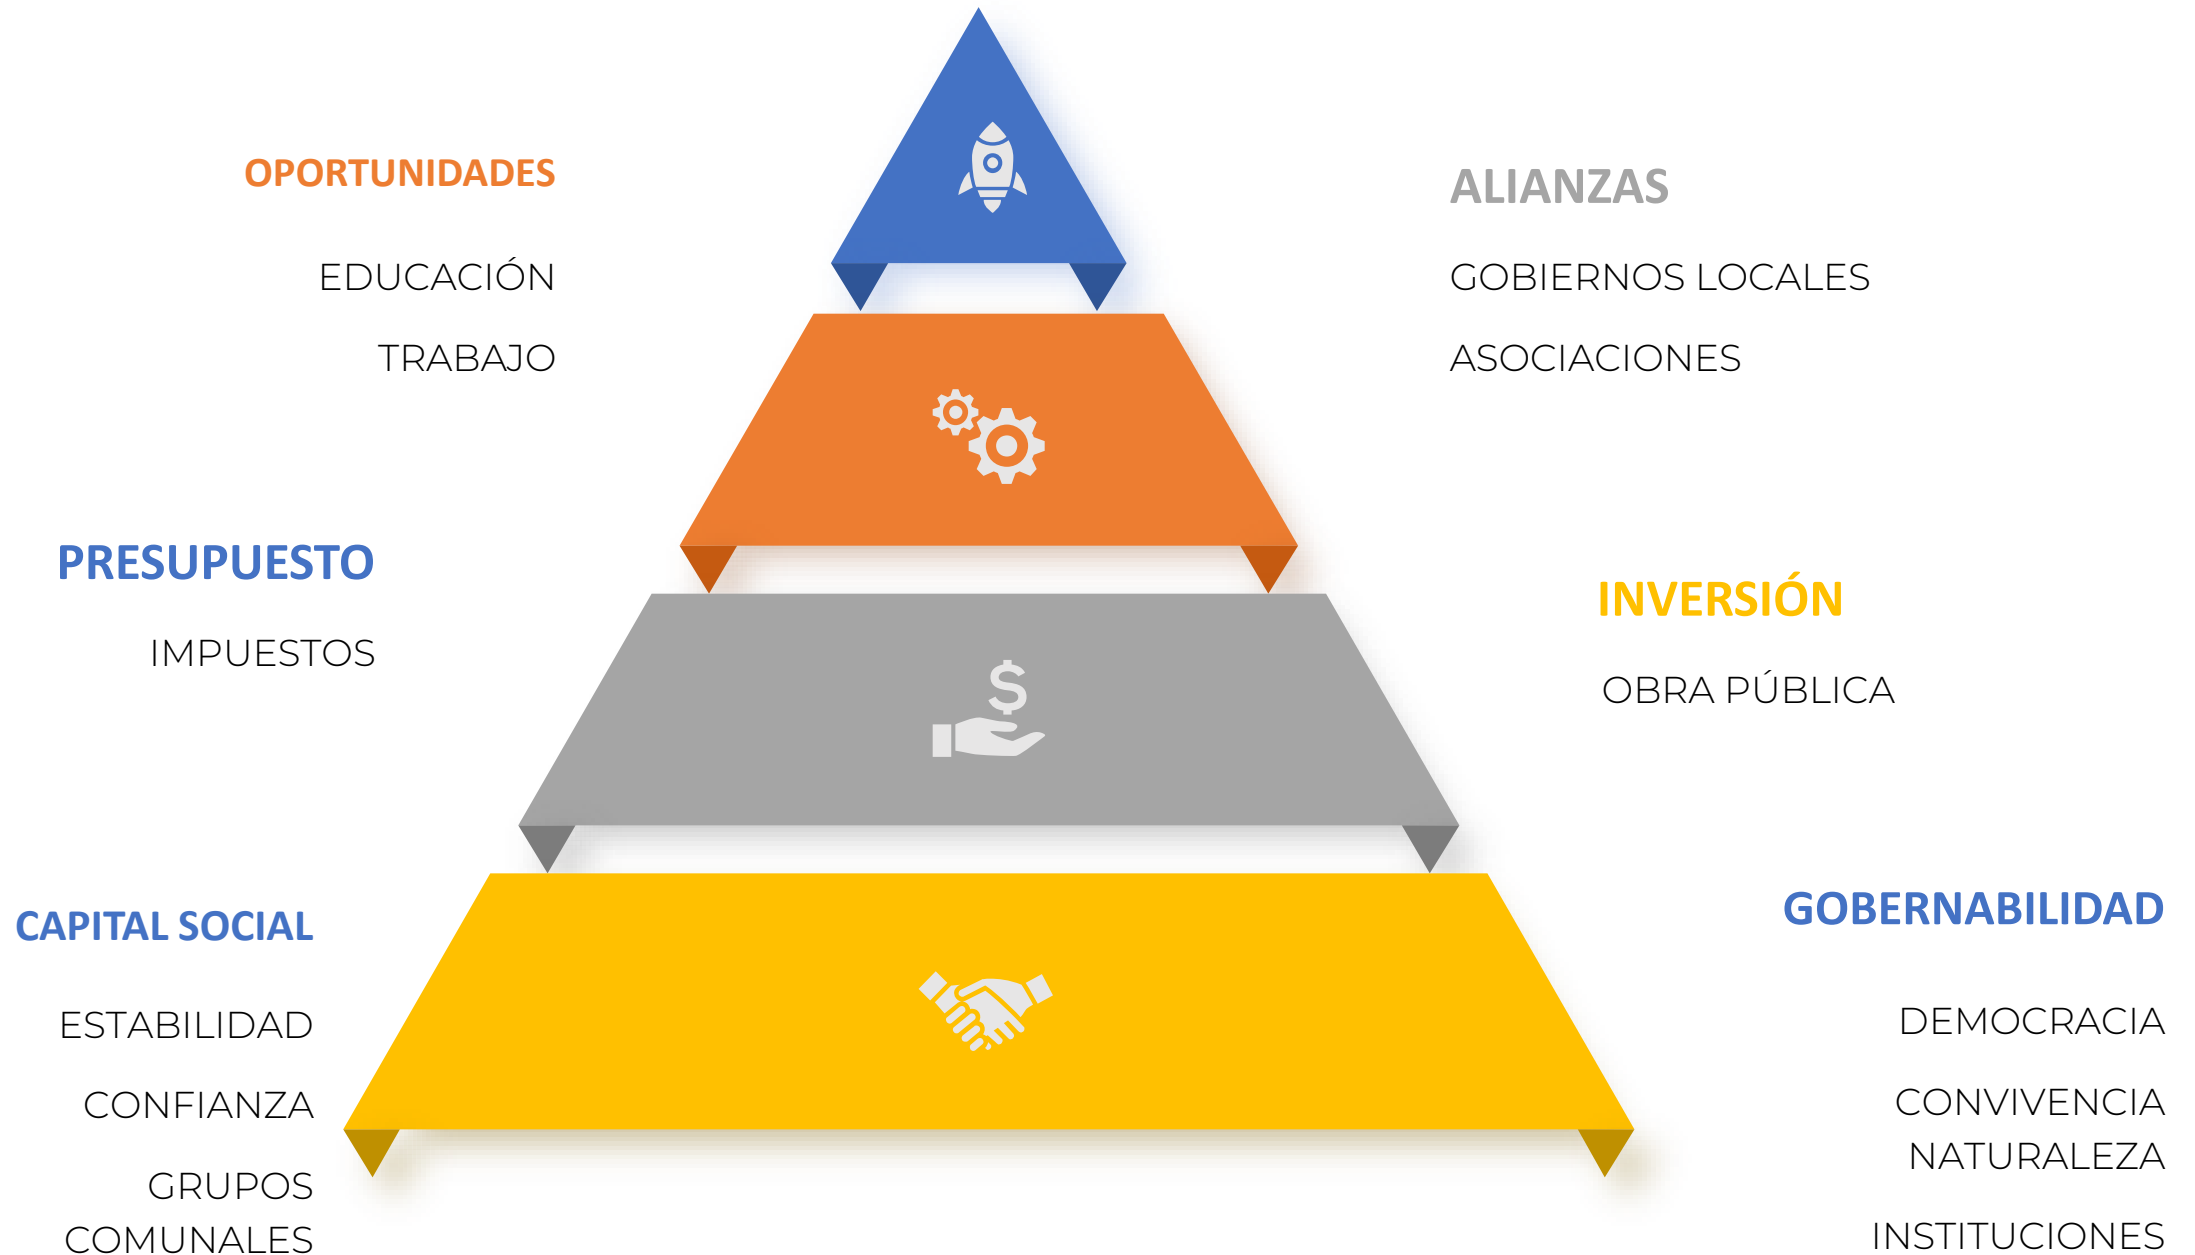 OPORTUNIDADES
EDUCACIÓN
TRABAJO
ALIANZAS
GOBIERNOS LOCALES
ASOCIACIONES
PRESUPUESTO
IMPUESTOS
INVERSIÓN
OBRA PÚBLICA
$
CAPITAL SOCIAL
ESTABILIDAD
CONFIANZA
GRUPOS
COMUNALES
GOBERNABILIDAD
DEMOCRACIA
CONVIVENCIA
NATURALEZA
INSTITUCIONES